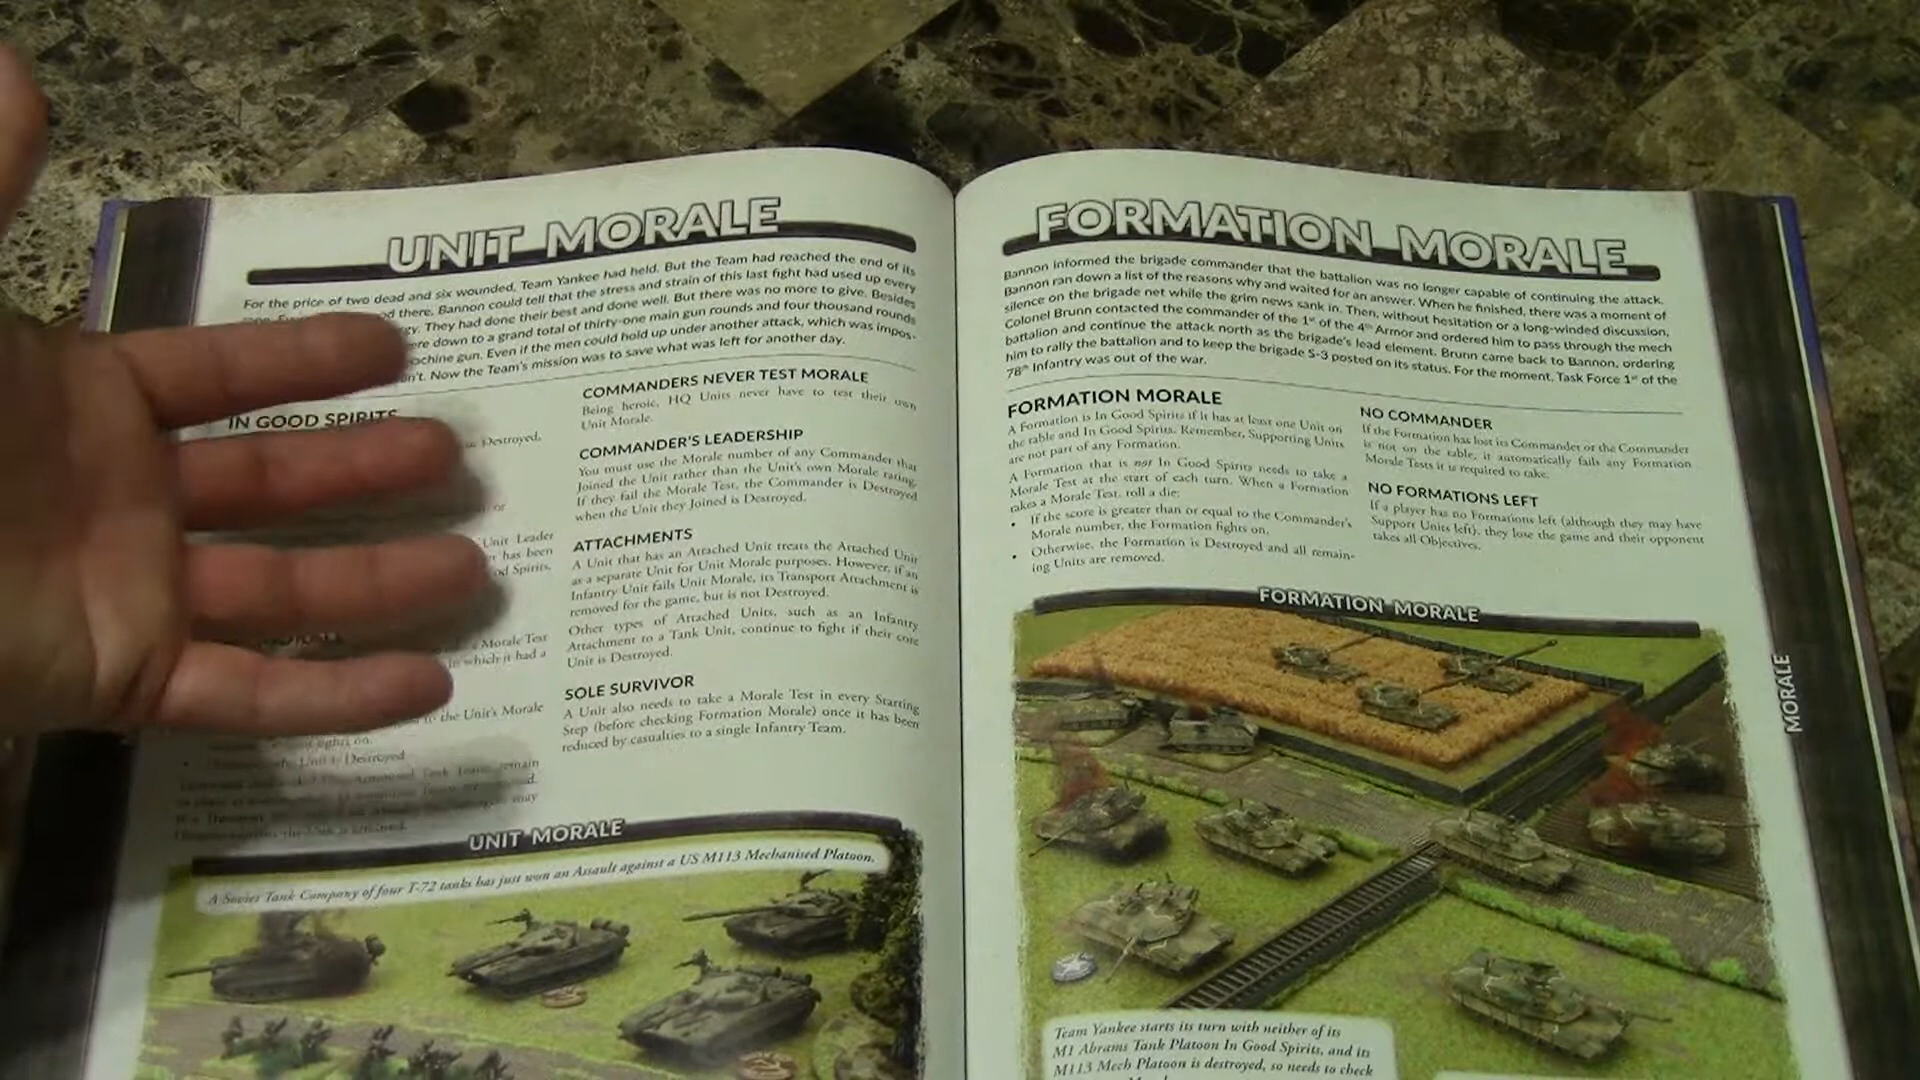 UNIT MORALE
For the price of two dead and six wounded, Team Yankee had held. But the Team had reached the end of its
there, Bannon could tell that the stress and strain of this last fight had used up every
They had done their best and done well. But there was no more to give. Besides
down to a grand total of thirty-one main gun rounds and four thousand rounds
machine gun. Even if the men could hold up under another attack, which was impos-
Now the Team's mission was to save what was left for another day.
IN GOOD SPIRITS
Destroyed,
or
Unit Leader
has been
Spirits,
a Morale Test
in which it had a
the Unit's Morale
fights on.
Destroyed
remain
may
COMMANDERS NEVER TEST MORALE
Being heroic, HQ Units never have to test their own
Unit Morale.
COMMANDER'S LEADERSHIP
You must use the Morale number of any Commander that
Joined the Unit rather than the Unit's own Morale rating.
If they fail the Morale Test, the Commander is Destroyed
when the Unit they Joined is Destroyed.
ATTACHMENTS
A Unit that has an Attached Unit treats the Attached Unit
as a separate Unit for Unit Morale purposes. However, if an
Infantry Unit fails Unit Morale, its Transport Attachment is
removed for the game, but is not Destroyed.
Other types of Attached Units, such as an Infantry
Attachment to a Tank Unit, continue to fight if their core
Unit is Destroyed.
SOLE SURVIVOR
A Unit also needs to take a Morale Test in every Starting
Step (before checking Formation Morale) once it has been
reduced by casualties to a single Infantry Team.
UNIT MORALE
A Soviet Tank Company of four T-72 tanks has just won an Assault against a US M113 Mechanised Platoon.
FORMATION MORALE
Bannon informed the brigade commander that the battalion was no longer capable of continuing the attack.
Bannon ran down a list of the reasons why and waited for an answer. When he finished, there was a moment of
silence on the brigade net while the grim news sank in. Then, without hesitation or a long-winded discussion,
Colonel Brunn contacted the commander of the 1st of the 4th Armor and ordered him to pass through the mech
battalion and continue the attack north as the brigade's lead element. Brunn came back to Bannon, ordering
him to rally the battalion and to keep the brigade S-3 posted on its status. For the moment, Task Force 1st of the
78th Infantry was out of the war.
FORMATION MORALE
A Formation is In Good Spirits if it has at least one Unit on
the table and In Good Spirits. Remember, Supporting Units
are not part of any Formation.
A Formation that is not In Good Spirits needs to take a
Morale Test at the start of each turn. When a Formation
takes a Morale Test, roll a die:
• If the score is greater than or equal to the Commander's
Morale number, the Formation fights on.
• Otherwise, the Formation is Destroyed and all remain-
ing Units are removed.
NO COMMANDER
If the Formation has lost its Commander or the Commander
is not on the table, it automatically fails any Formation
Morale Tests it is required to take.
NO FORMATIONS LEFT
If a player has no Formations left (although they may have
Support Units left), they lose the game and their opponent
takes all Objectives.
FORMATION MORALE
MORALE
Team Yankee starts its turn with neither of its
M1 Abrams Tank Platoon In Good Spirits, and its
M113 Mech Platoon is destroyed, so needs to check